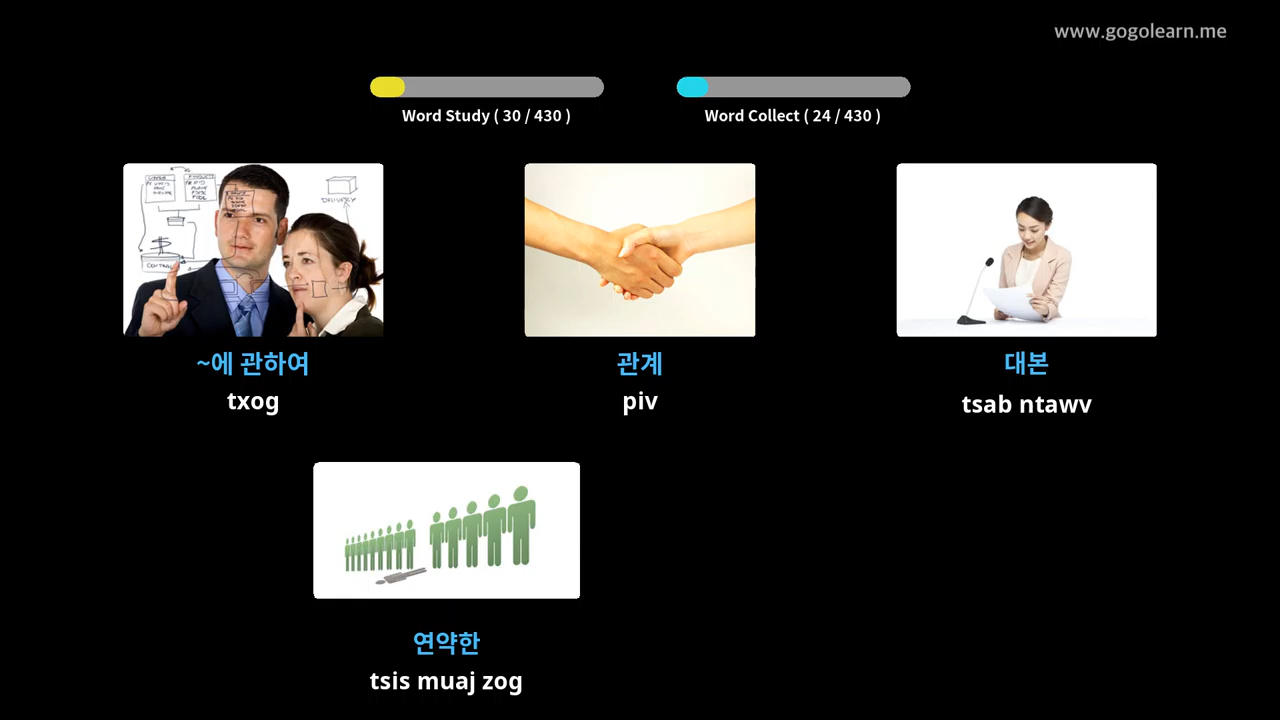 www.gogolearn.me
Word Study ( 30 / 430 )
Word Collect ( 24 / 430 )
DELIVERY
~에 관하여
txog
관계
piv
대본
tsab ntawv
연약한
tsis muaj zog